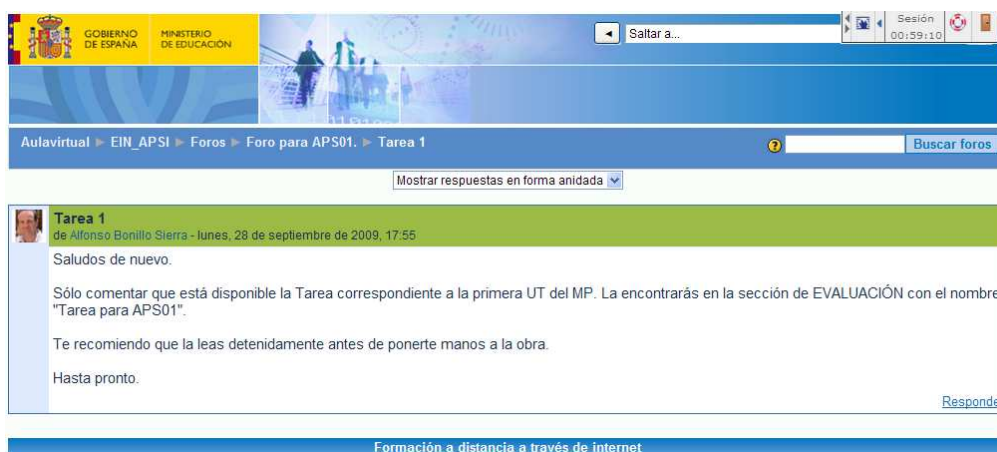 GOBIERNO DE ESPAÑA
MINISTERIO DE EDUCACIÓN
Saltar a...
Sesión
00:59:10
Aulavirtual ► EIN_APSI ► Foros ► Foro para APS01. ► Tarea 1
Buscar foros
Mostrar respuestas en forma anidada
Tarea 1
de Alfonso Bonillo Sierra - lunes, 28 de septiembre de 2009, 17:55
Saludos de nuevo.
Sólo comentar que está disponible la Tarea correspondiente a la primera UT del MP. La encontrarás en la sección de EVALUACIÓN con el nombre
"Tarea para APS01".
Te recomiendo que la leas detenidamente antes de ponerte manos a la obra.
Hasta pronto.
Responde
Formación a distancia a través de internet